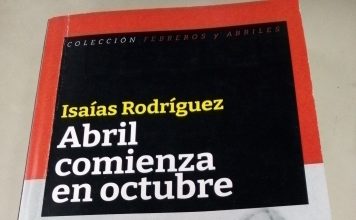 COLECCIÓN FEBREROS y ABRILES
Isaías Rodríguez
Abril
comienza
en octubre